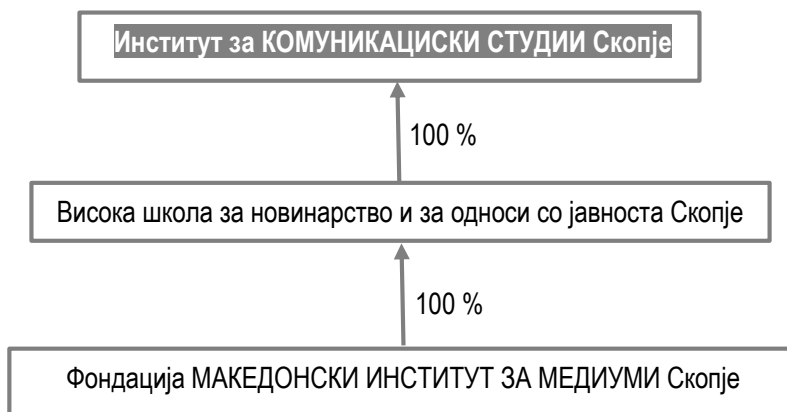 Институт за КОМУНИКАЦИСКИ СТУДИИ Скопје
100 %
Висока школа за новинарство и за односи со јавноста Скопје
100 %
Фондација МАКЕДОНСКИ ИНСТИТУТ ЗА МЕДИУМИ Скопје